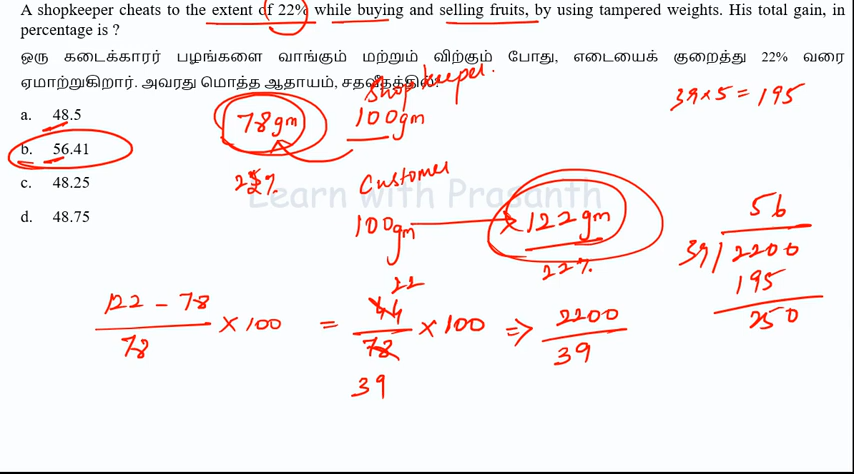 A shopkeeper cheats to the extent of 22% while buying and selling fruits, by using tampered weights. His total gain, in
percentage is ?
ஒரு கடைக்காரர் பழங்களை வாங்கும் மற்றும் விற்கும் போது, எடையைக் குறைத்து 22% வரை
ஏமாற்றுகிறார். அவரது மொத்த ஆதாயம், சதவீதத்தில்?
Shopkeeper.
39 x 5 = 195
a. 48.5
78gm 100gm
b. 56.41
c. 48.25
22%
Customer
Learn with Prasanth
d. 48.75
100gm 122gm
22%
56
39 2200
195
250
122 - 78
78
x 100
=
22
44
78
39
x 100
⇒
2200
39